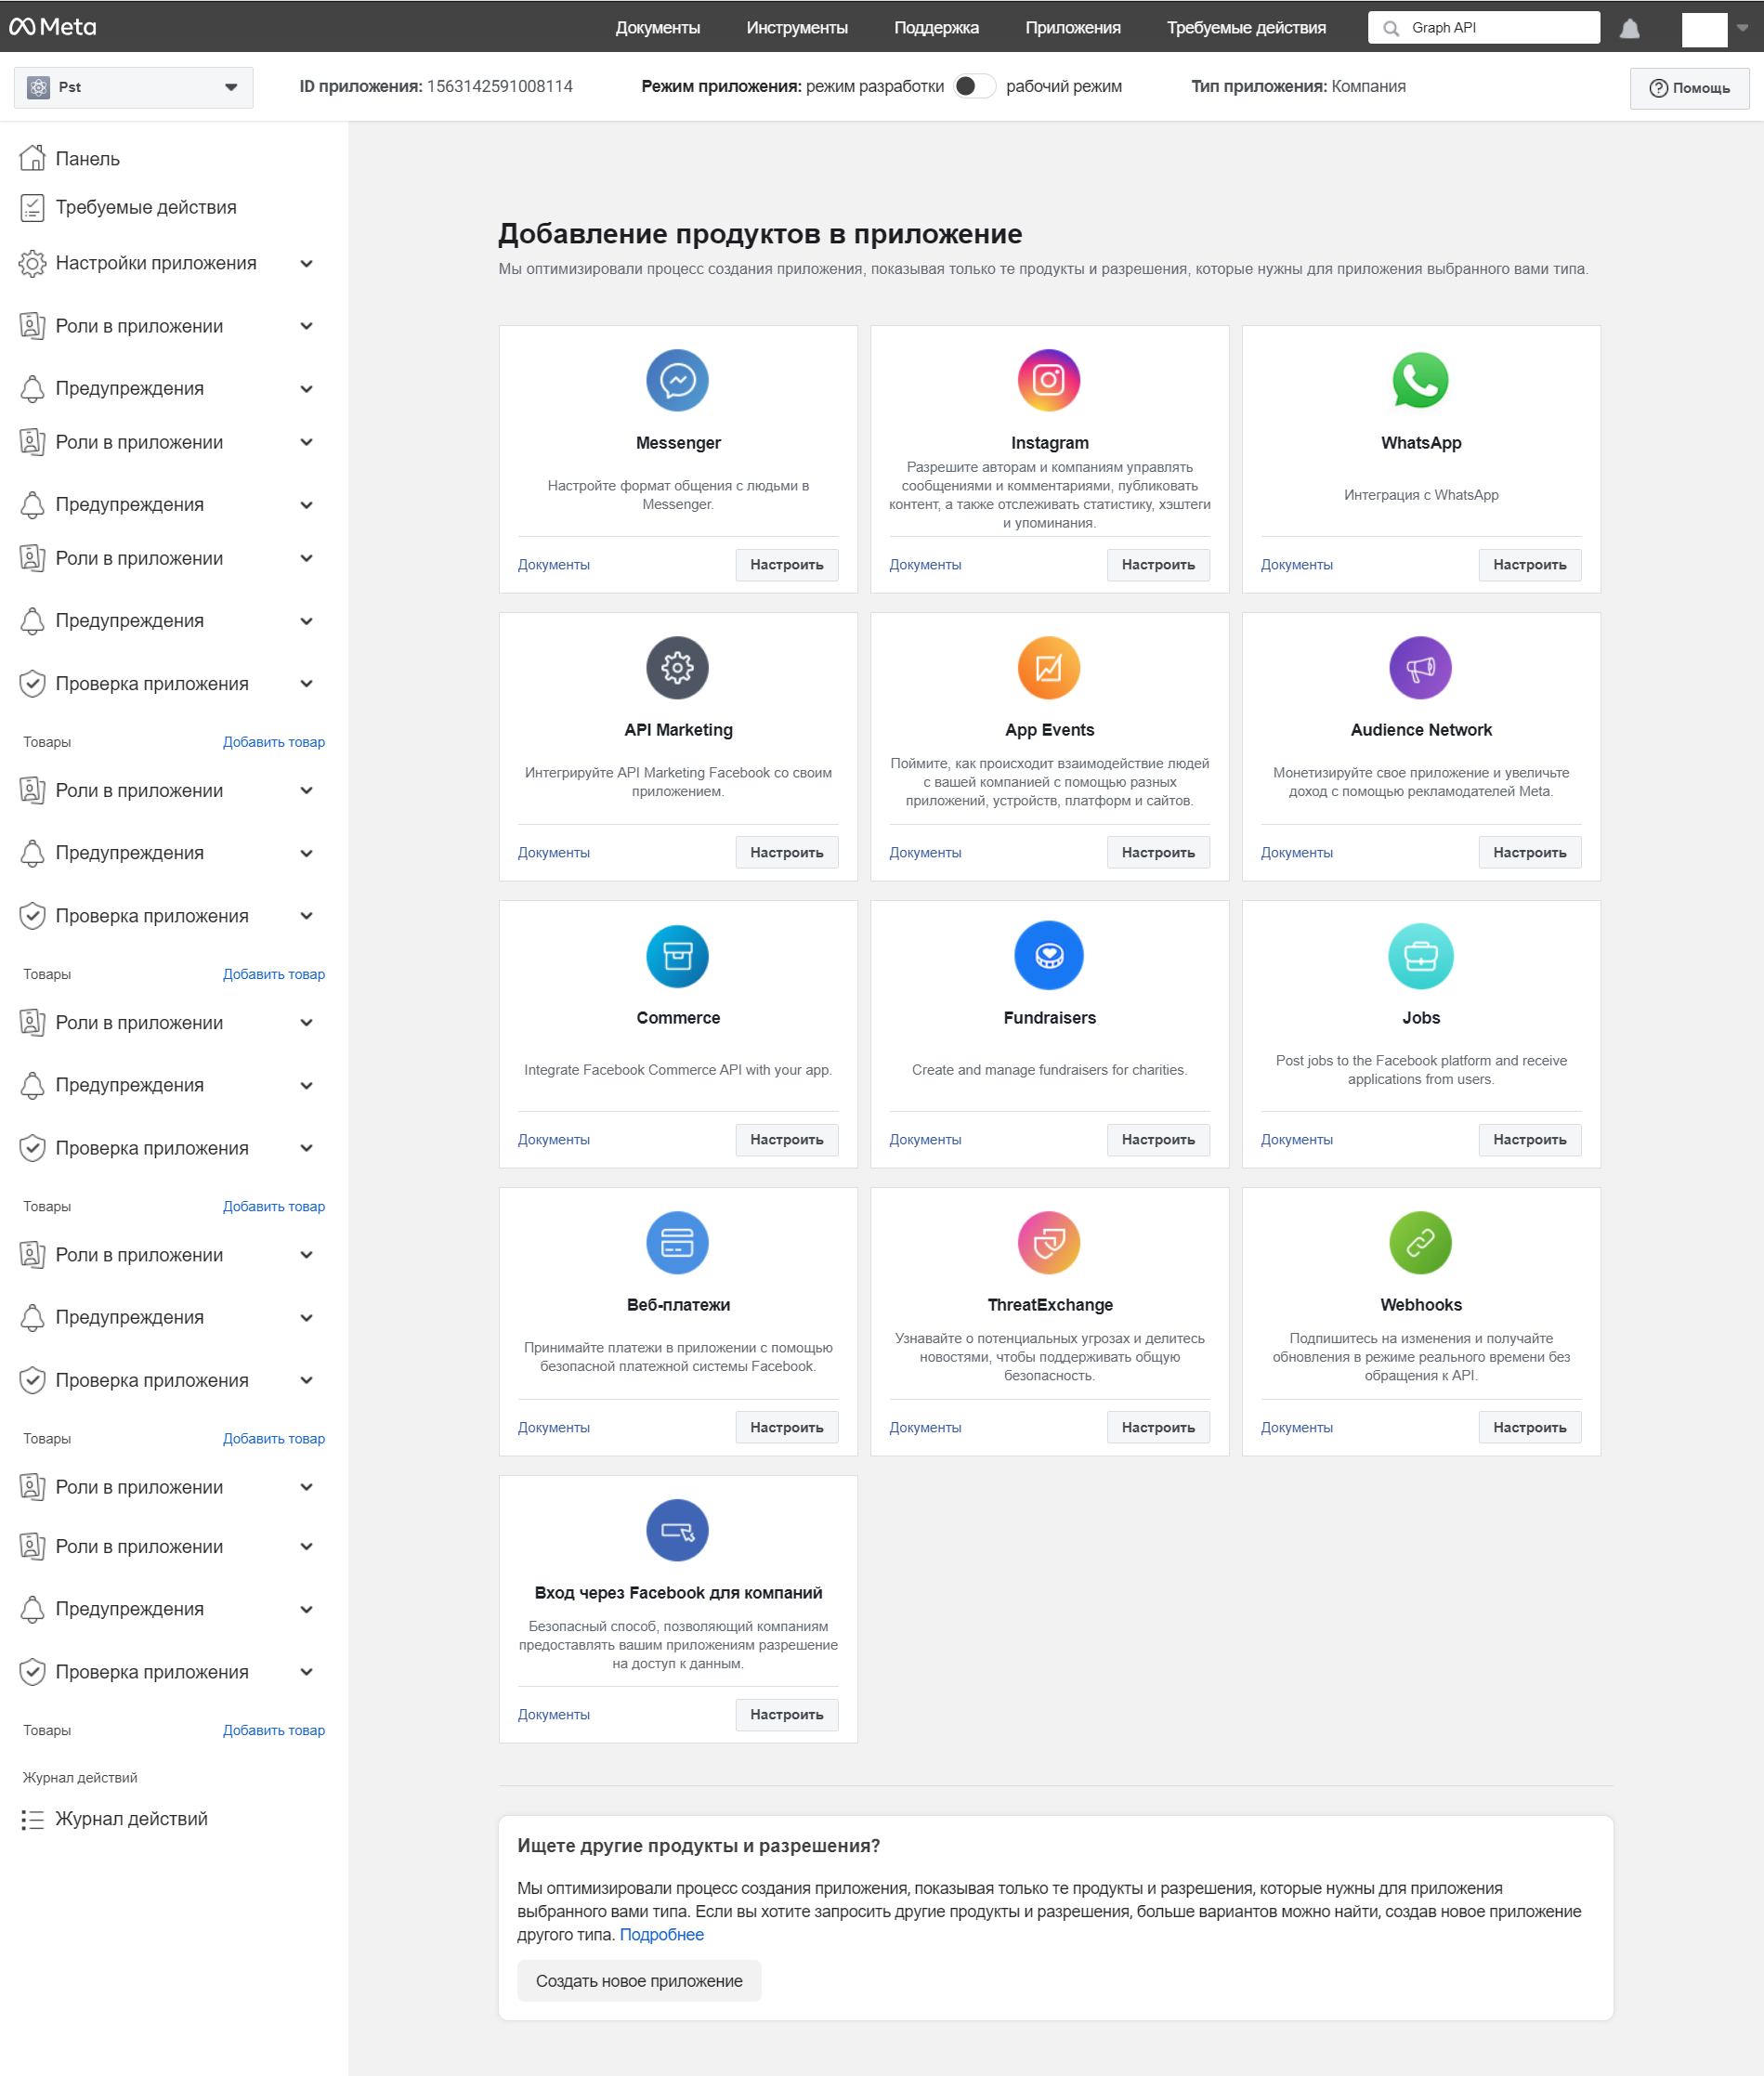 Meta
Документы
Инструменты
Поддержка
Приложения
Требуемые действия
Graph API
Pst
ID приложения: 1563142591008114
Режим приложения: режим разработки
рабочий режим
Тип приложения: Компания
Помощь
Панель
Требуемые действия
Настройки приложения
Роли в приложении
Предупреждения
Роли в приложении
Предупреждения
Роли в приложении
Предупреждения
Проверка приложения
Товары
Добавить товар
Роли в приложении
Предупреждения
Проверка приложения
Товары
Добавить товар
Роли в приложении
Предупреждения
Проверка приложения
Товары
Добавить товар
Роли в приложении
Предупреждения
Проверка приложения
Товары
Добавить товар
Роли в приложении
Роли в приложении
Предупреждения
Проверка приложения
Товары
Добавить товар
Журнал действий
Журнал действий
Добавление продуктов в приложение
Мы оптимизировали процесс создания приложения, показывая только те продукты и разрешения, которые нужны для приложения выбранного вами типа.
Messenger
Настройте формат общения с людьми в
Messenger.
Документы
Настроить
Instagram
Разрешите авторам и компаниям управлять
сообщениями и комментариями, публиковать
контент, а также отслеживать статистику, хэштеги
и упоминания.
Документы
Настроить
WhatsApp
Интеграция с WhatsApp
Документы
Настроить
API Marketing
Интегрируйте API Marketing Facebook со своим
приложением.
Документы
Настроить
App Events
Поймите, как происходит взаимодействие людей
с вашей компанией с помощью разных
приложений, устройств, платформ и сайтов.
Документы
Настроить
Audience Network
Монетизируйте свое приложение и увеличьте
доход с помощью рекламодателей Meta.
Документы
Настроить
Commerce
Integrate Facebook Commerce API with your app.
Документы
Настроить
Fundraisers
Create and manage fundraisers for charities.
Документы
Настроить
Jobs
Post jobs to the Facebook platform and receive
applications from users.
Документы
Настроить
Веб-платежи
Принимайте платежи в приложении с помощью
безопасной платежной системы Facebook.
Документы
Настроить
ThreatExchange
Узнавайте о потенциальных угрозах и делитесь
новостями, чтобы поддерживать общую
безопасность.
Документы
Настроить
Webhooks
Подпишитесь на изменения и получайте
обновления в режиме реального времени без
обращения к API.
Документы
Настроить
Вход через Facebook для компаний
Безопасный способ, позволяющий компаниям
предоставлять вашим приложениям разрешение
на доступ к данным.
Документы
Настроить
Ищете другие продукты и разрешения?
Мы оптимизировали процесс создания приложения, показывая только те продукты и разрешения, которые нужны для приложения
выбранного вами типа. Если вы хотите запросить другие продукты и разрешения, больше вариантов можно найти, создав новое приложение
другого типа. Подробнее
Создать новое приложение